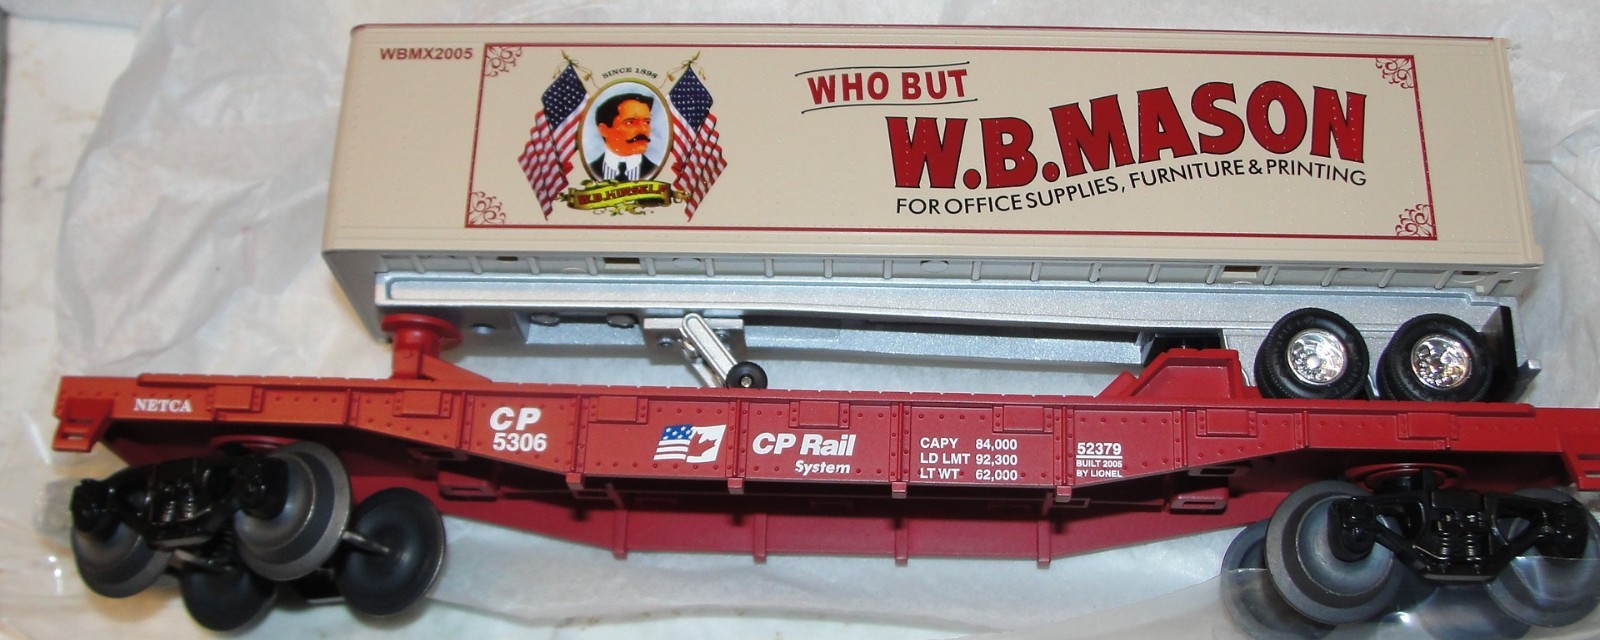 WBMX2005
SINCE 1898
W.B. HIMSELF
WHO BUT
W.B.MASON
FOR OFFICE SUPPLIES, FURNITURE & PRINTING
NETCA
CP
5306
CP Rail
System
CAPY 84,000
LD LMT 92,300
LT WT 62,000
52379
BUILT 2005
BY LIONEL